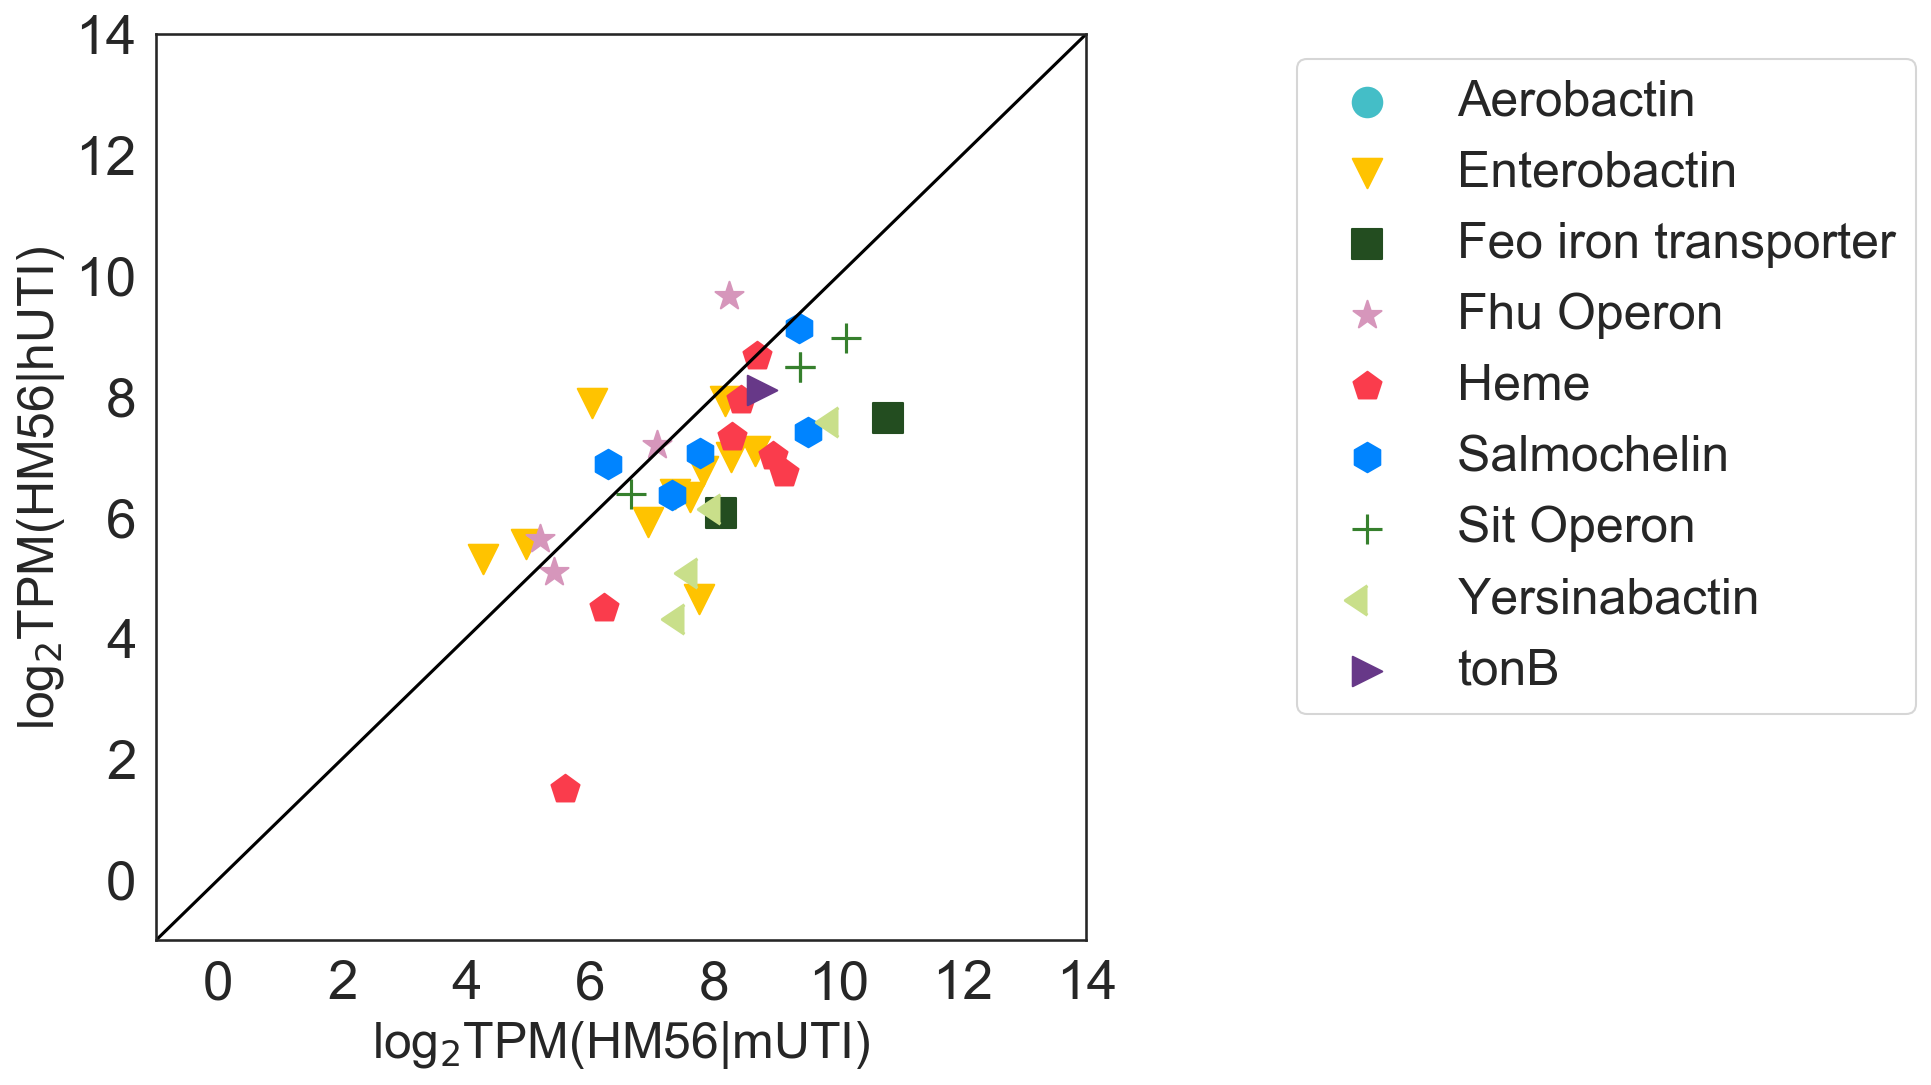 14
12
10
8
6
4
2
0
log₂TPM(HM56|hUTI)
0 2 4 6 8 10 12 14
log₂TPM(HM56|mUTI)
Aerobactin
Enterobactin
Feo iron transporter
Fhu Operon
Heme
Salmochelin
Sit Operon
Yersinabactin
tonB